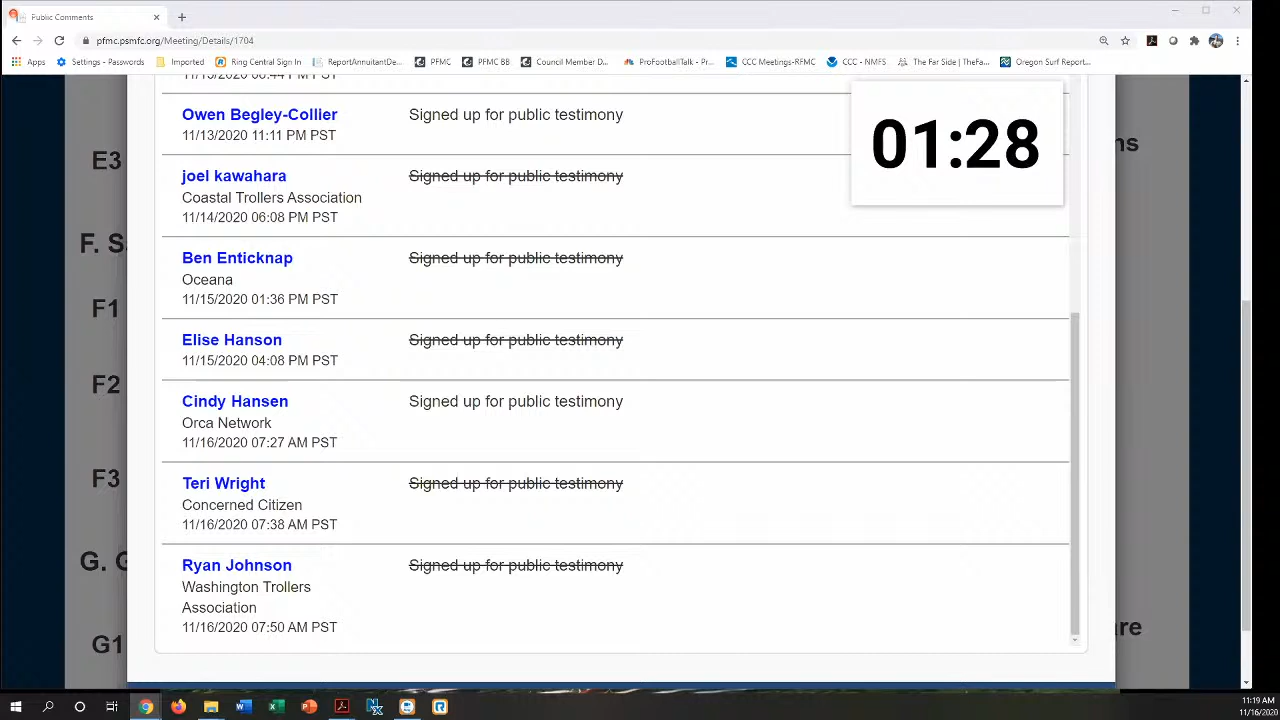 Public Comments
pfmc.psmfc.org/Meeting/Details/1704
Apps Settings - Passwords Imported Ring Central Sign In ReportAnnuitantDe... PFMC PFMC BB Council Member D... ProFootballTalk - Pr... CCC Meetings-RFMC CCC - NMFS The Far Side | TheFa... Oregon Surf Report...
Owen Begley-Collier Signed up for public testimony
11/13/2020 11:11 PM PST
01:28
E3
joel kawahara Signed up for public testimony
Coastal Trollers Association
11/14/2020 06:08 PM PST
F. S
Ben Enticknap Signed up for public testimony
Oceana
11/15/2020 01:36 PM PST
F1
Elise Hanson Signed up for public testimony
11/15/2020 04:08 PM PST
F2
Cindy Hansen Signed up for public testimony
Orca Network
11/16/2020 07:27 AM PST
F3
Teri Wright Signed up for public testimony
Concerned Citizen
11/16/2020 07:38 AM PST
G. G
Ryan Johnson Signed up for public testimony
Washington Trollers
Association
11/16/2020 07:50 AM PST
G1
11:19 AM
11/16/2020